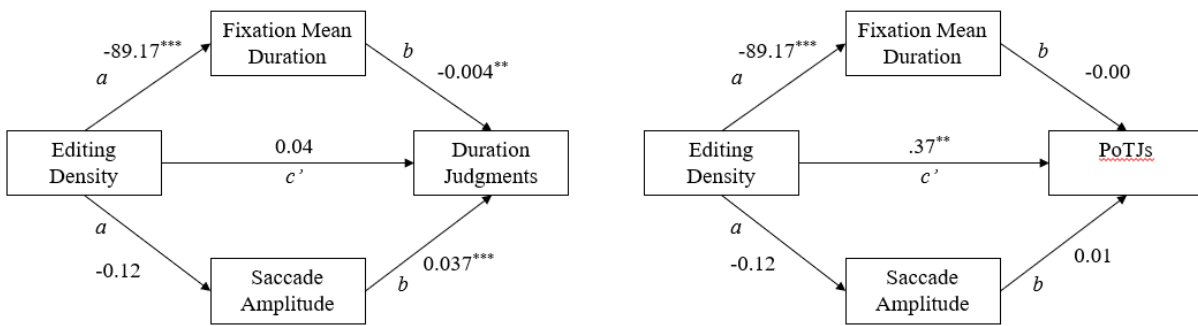 Fixation Mean
Duration
-89.17***
a
b
-0.004**
Editing
Density
0.04
c’
Duration
Judgments
a
-0.12
Saccade
Amplitude
b
0.037***
Fixation Mean
Duration
-89.17***
a
b
-0.00
Editing
Density
.37**
c’
PoTJs
a
-0.12
Saccade
Amplitude
b
0.01